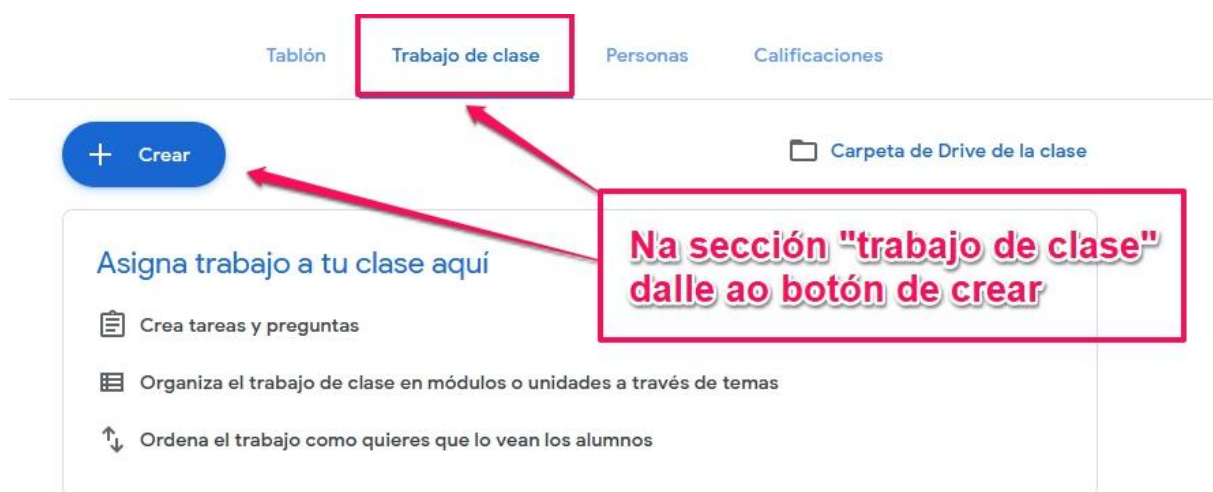 Tablón Trabajo de clase Personas Calificaciones
+ Crear
Carpeta de Drive de la clase
Na sección "trabajo de clase"
dalle ao botón de crear
Asigna trabajo a tu clase aquí
Crea tareas y preguntas
Organiza el trabajo de clase en módulos o unidades a través de temas
Ordena el trabajo como quieres que lo vean los alumnos